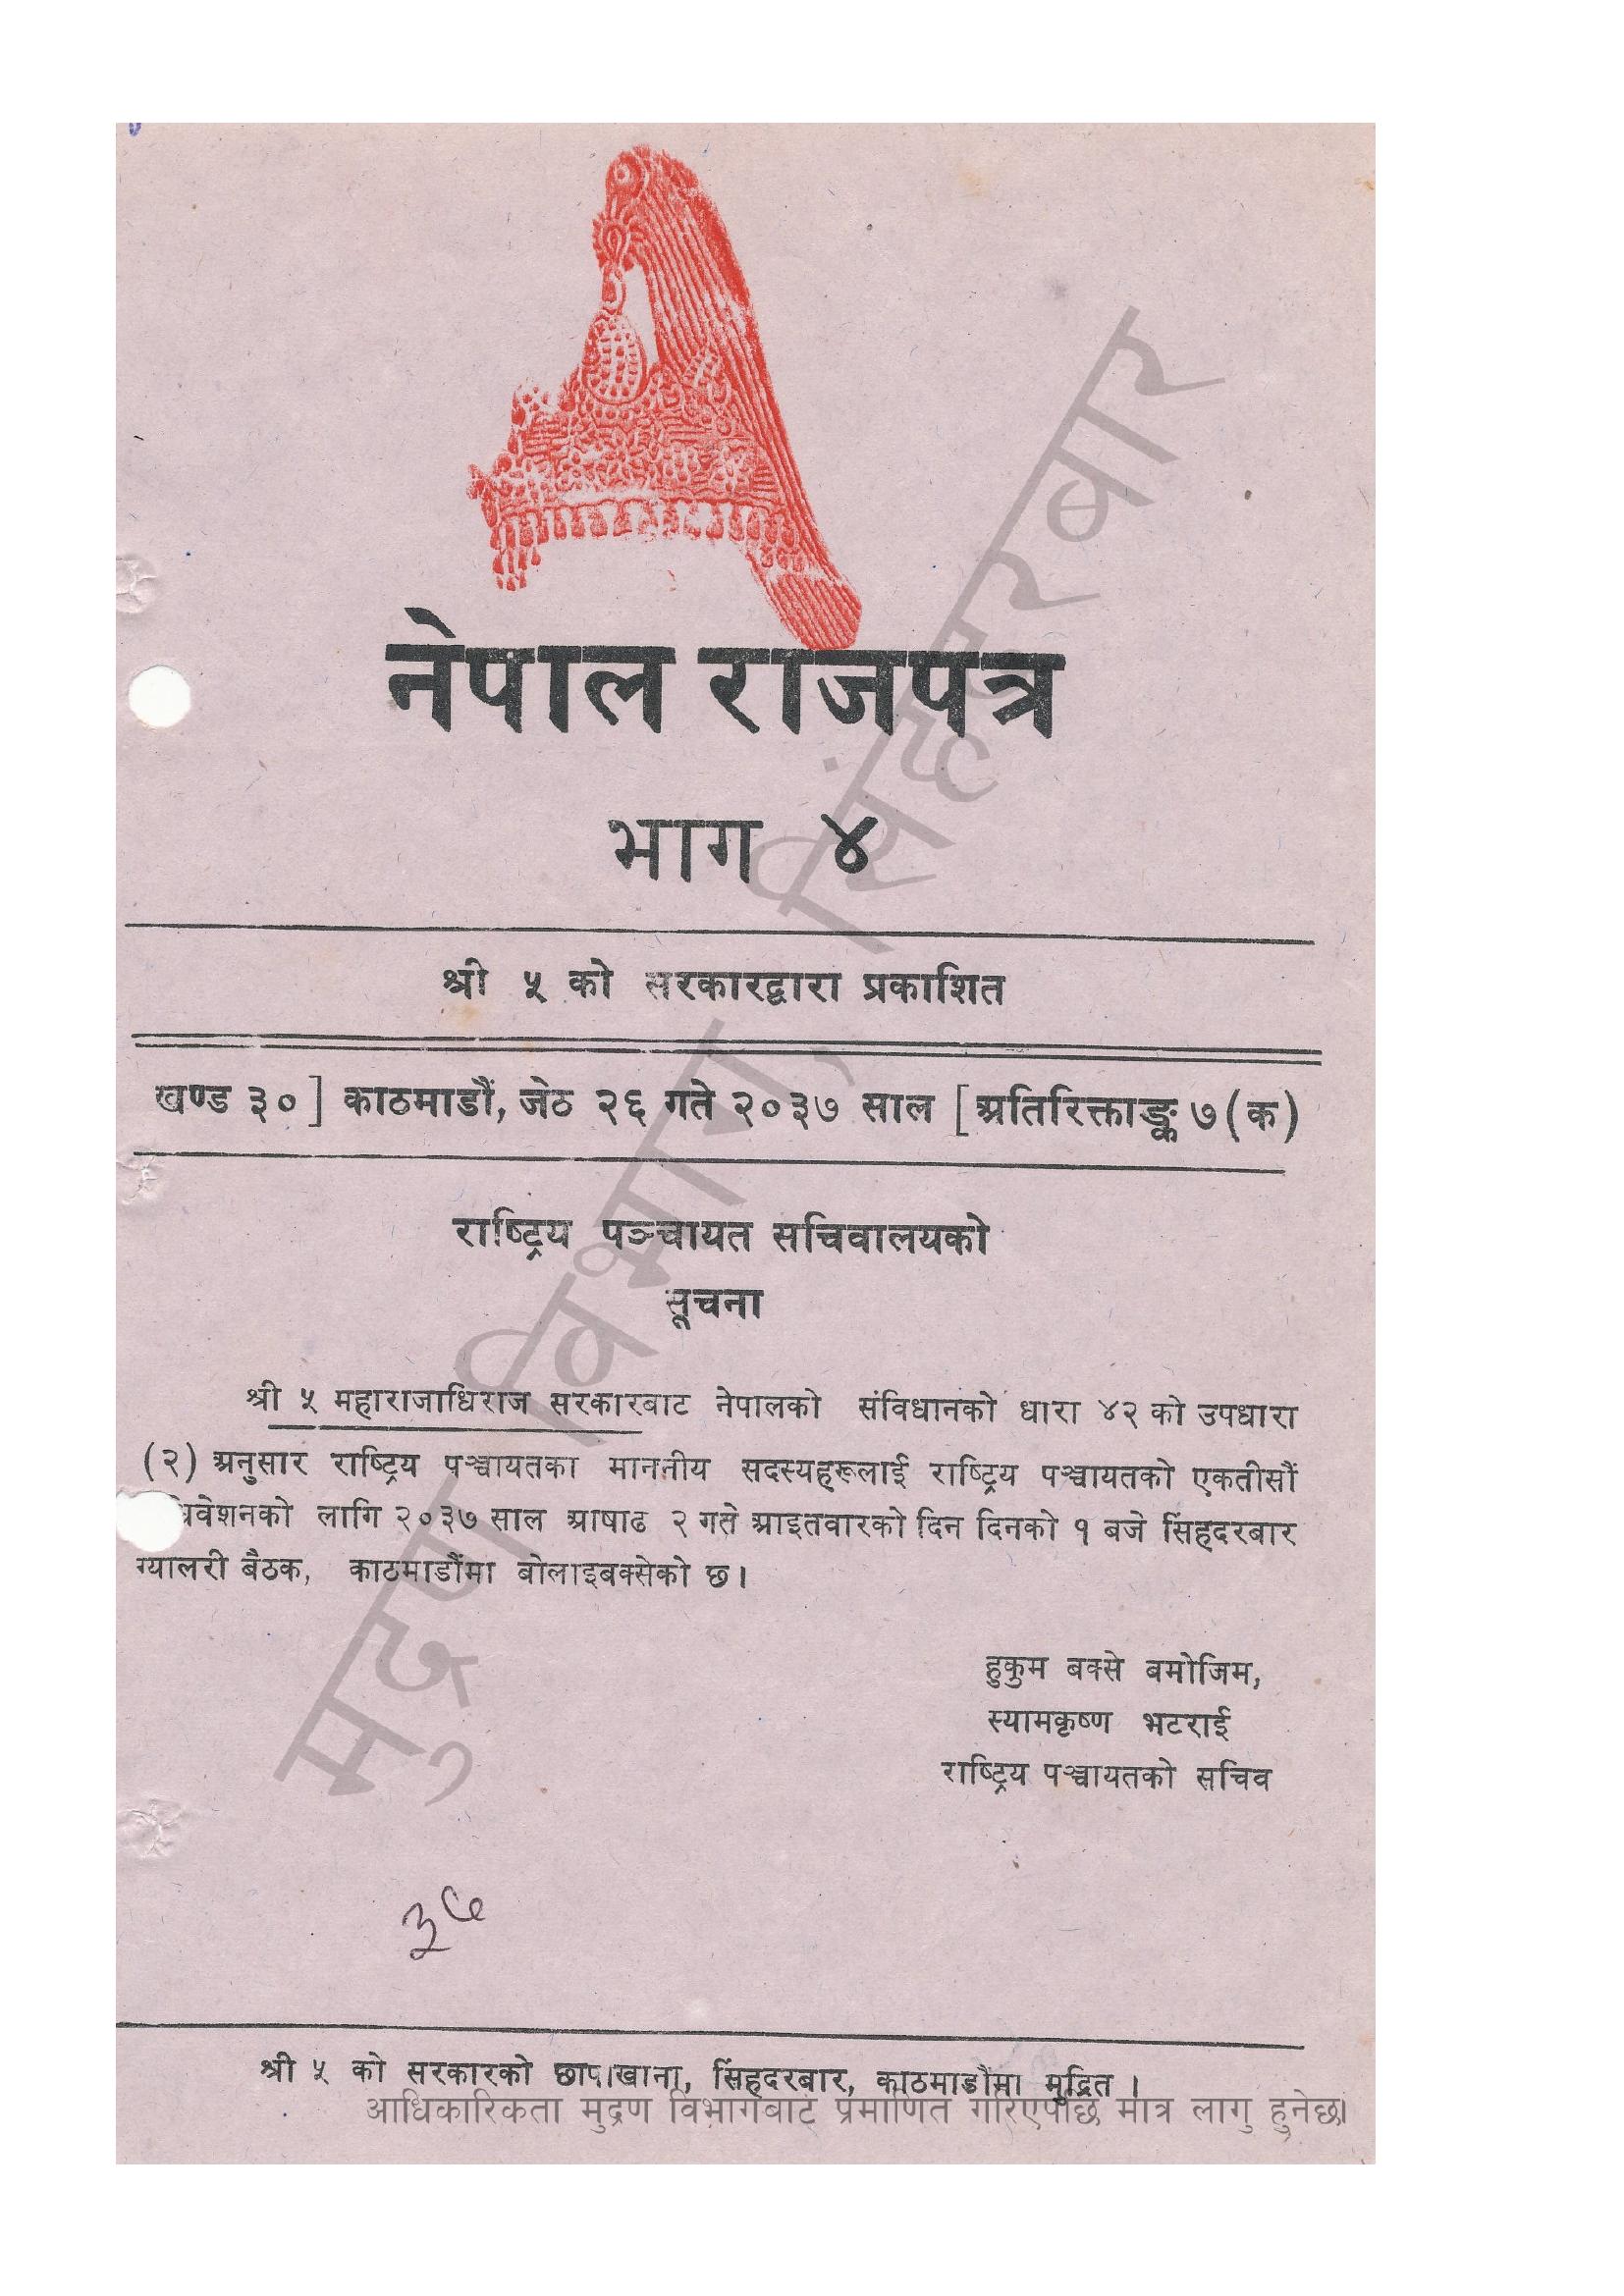 नेपाल राजपत्र
भाग ४
श्री ५ को सरकारद्वारा प्रकाशित
खण्ड ३० ] काठमाडौं, जेठ २६ गते २०३७ साल [ अतिरिक्ताङ्क ७ (क)
राष्ट्रिय पञ्चायत सचिवालयको
सूचना
श्री ५ महाराजाधिराज सरकारबाट नेपालको संविधानको धारा ४२ को उपधारा
(२) अनुसार राष्ट्रिय पञ्चायतका माननीय सदस्यहरूलाई राष्ट्रिय पञ्चायतको एकतीसौं
लागि २०३७ साल आषाढ २ गते आइतवारको दिन दिनको १ बजे सिंहदरबार
ग्यालरी बैठक, काठमाडौंमा बोलाइबक्सेको छ।
हुकुम बक्से बमोजिम,
स्यामकृष्ण भटराई
राष्ट्रिय पञ्चायतको सचिव
श्री ५ को सरकारको छापाखाना, सिंहदरबार, काठमाडौंमा मुद्रित ।
आधिकारिकता मुद्रण विभागबाट प्रमाणित गरिएपछि मात्र लागु हुनेछ।
मुद्रण विभाग, सिंहदरबार